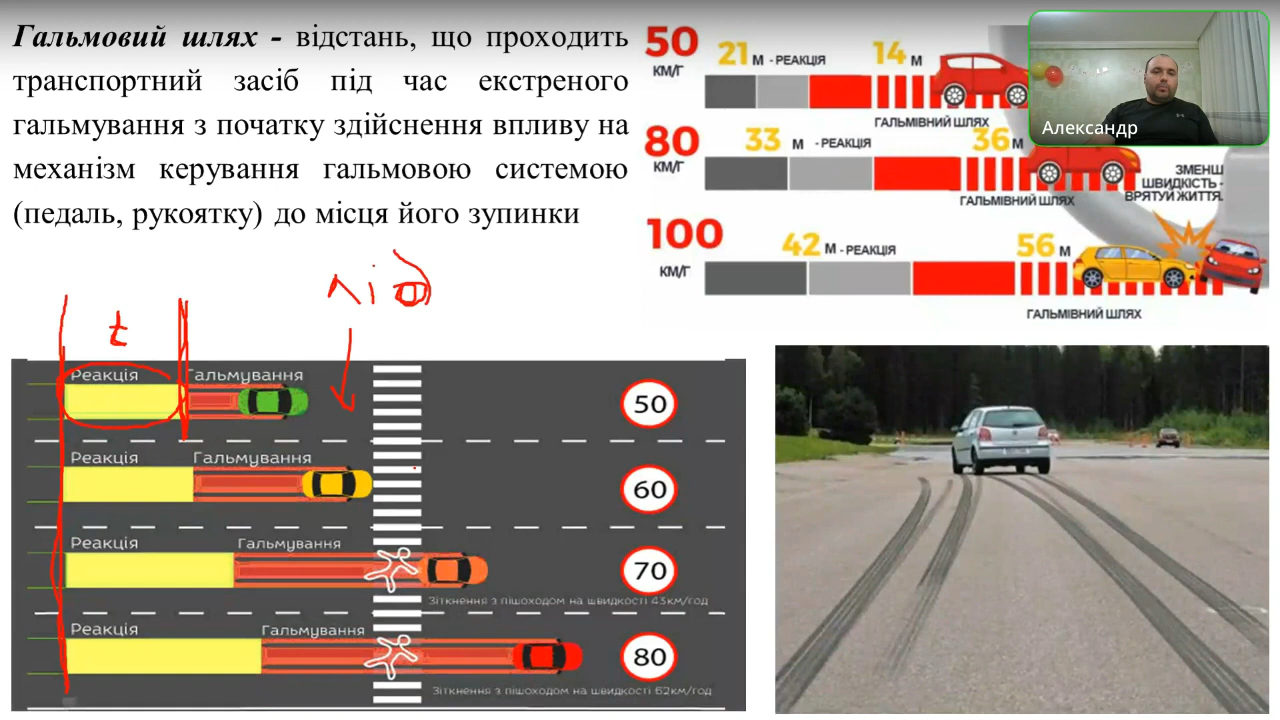 Гальмовий шлях - відстань, що проходить
транспортний засіб під час екстреного
гальмування з початку здійснення впливу на
механізм керування гальмовою системою
(педаль, рукоятку) до місця його зупинки
50
КМ/Г
21 М - РЕАКЦІЯ
14 М
ГАЛЬМІВНИЙ ШЛЯХ
80
КМ/Г
33 М - РЕАКЦІЯ
36 М
ГАЛЬМІВНИЙ ШЛЯХ
ЗМЕНШ
ШВИДКІСТЬ -
ВРЯТУЙ ЖИТТЯ.
100
КМ/Г
42 М - РЕАКЦІЯ
56 М
ГАЛЬМІВНИЙ ШЛЯХ
Александр
t
Реакція Гальмування
50
Реакція Гальмування
60
Реакція Гальмування
70
Зіткнення з пішоходом на швидкості 43км/год
Реакція Гальмування
80
Зіткнення з пішоходом на швидкості 62км/год